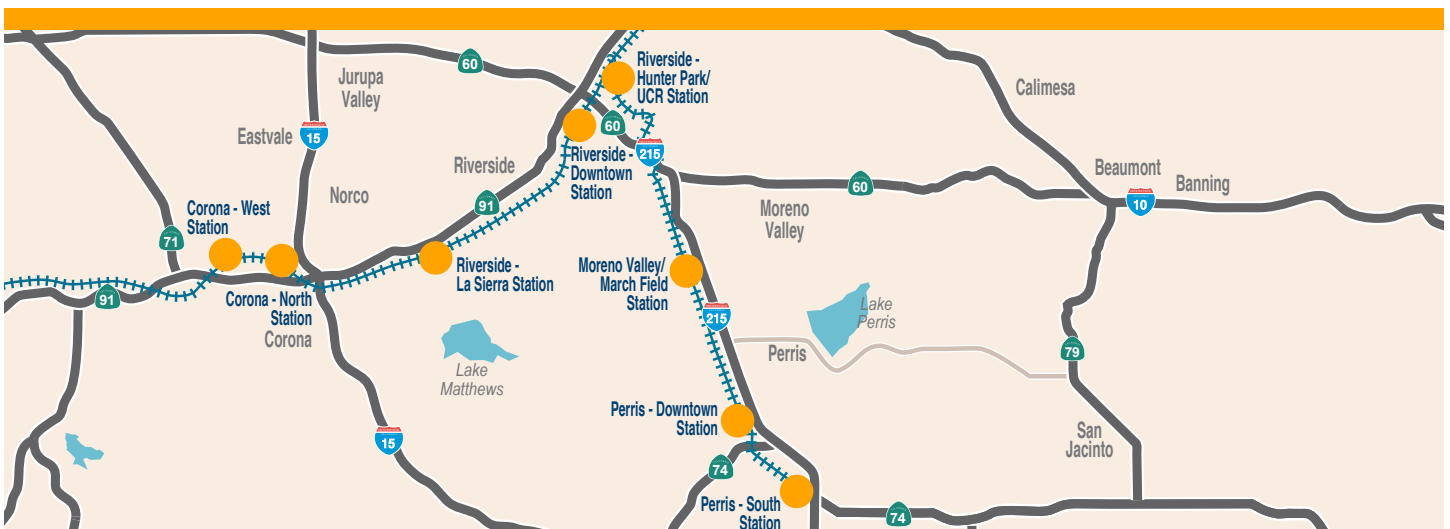 Riverside -
Hunter Park/
UCR Station
60
Jurupa
Valley
Calimesa
15
Eastvale
60
Riverside -
Downtown
Station
215
Riverside
Beaumont
60
Banning
10
Norco
91
Corona - West
Station
Moreno
Valley
71
Riverside -
La Sierra Station
Moreno Valley/
March Field
Station
91
Corona - North
Station
Corona
215
Lake
Perris
Perris
79
Lake
Matthews
Perris - Downtown
Station
15
San
Jacinto
74
Perris - South
Station
74